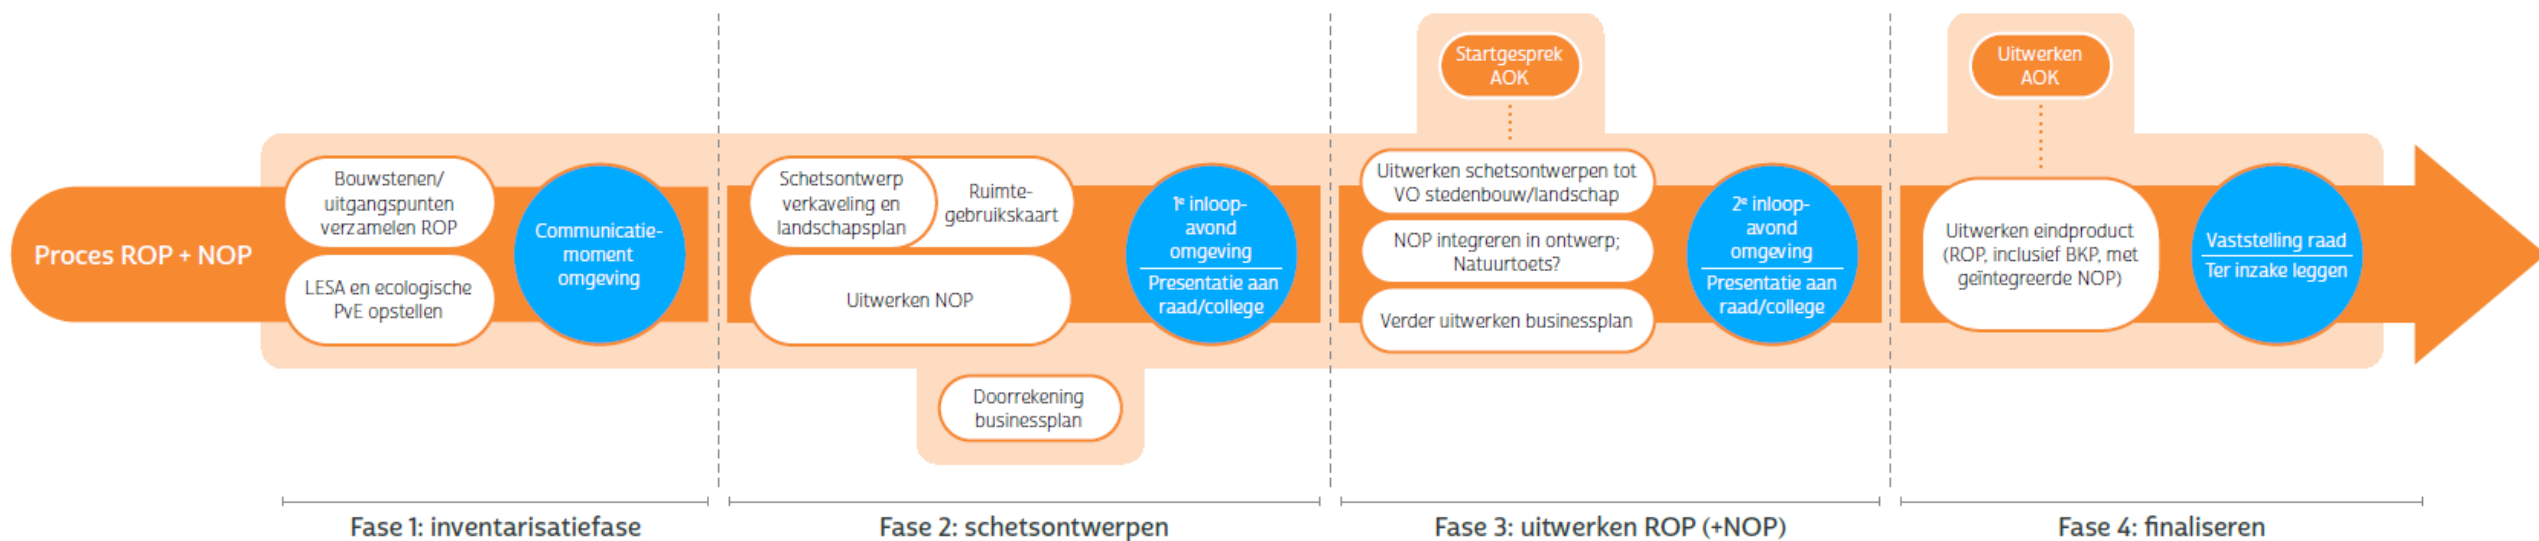 Proces ROP + NOP
Bouwstenen/
uitgangspunten
verzamelen ROP
LESA en ecologische
PvE opstellen
Communicatie-
moment
omgeving
Schetsontwerp
verkaveling en
landschapsplan
Ruimte-
gebruikskaart
Uitwerken NOP
Doorrekening
businessplan
1e inloop-
avond
omgeving
Presentatie aan
raad/college
Startgesprek
AOK
Uitwerken schetsontwerpen tot
VO stedenbouw/landschap
NOP integreren in ontwerp;
Natuurtoets?
Verder uitwerken businessplan
2e inloop-
avond
omgeving
Presentatie aan
raad/college
Uitwerken
AOK
Uitwerken eindproduct
(ROP, inclusief BKP, met
geïntegreerde NOP)
Vaststelling raad
Ter inzake leggen
Fase 1: inventarisatiefase
Fase 2: schetsontwerpen
Fase 3: uitwerken ROP (+NOP)
Fase 4: finaliseren